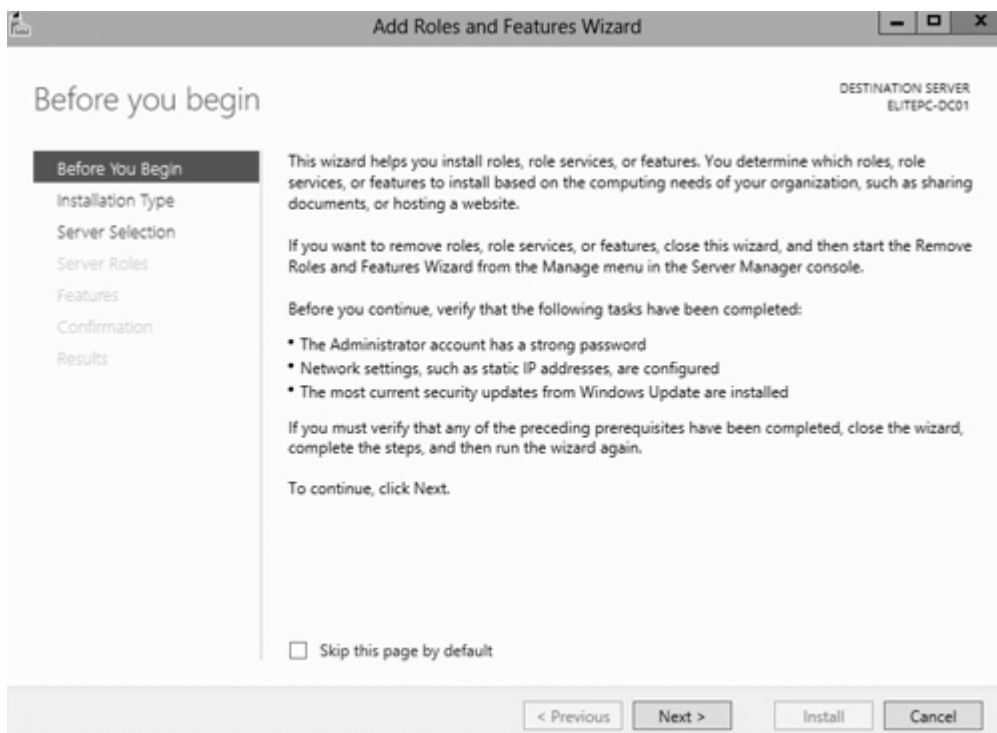 Add Roles and Features Wizard
Before you begin
DESTINATION SERVER
ELITEPC-DC01
Before You Begin
Installation Type
Server Selection
Server Roles
Features
Confirmation
Results
This wizard helps you install roles, role services, or features. You determine which roles, role
services, or features to install based on the computing needs of your organization, such as sharing
documents, or hosting a website.
If you want to remove roles, role services, or features, close this wizard, and then start the Remove
Roles and Features Wizard from the Manage menu in the Server Manager console.
Before you continue, verify that the following tasks have been completed:
• The Administrator account has a strong password
• Network settings, such as static IP addresses, are configured
• The most current security updates from Windows Update are installed
If you must verify that any of the preceding prerequisites have been completed, close the wizard,
complete the steps, and then run the wizard again.
To continue, click Next.
Skip this page by default
< Previous Next > Install Cancel